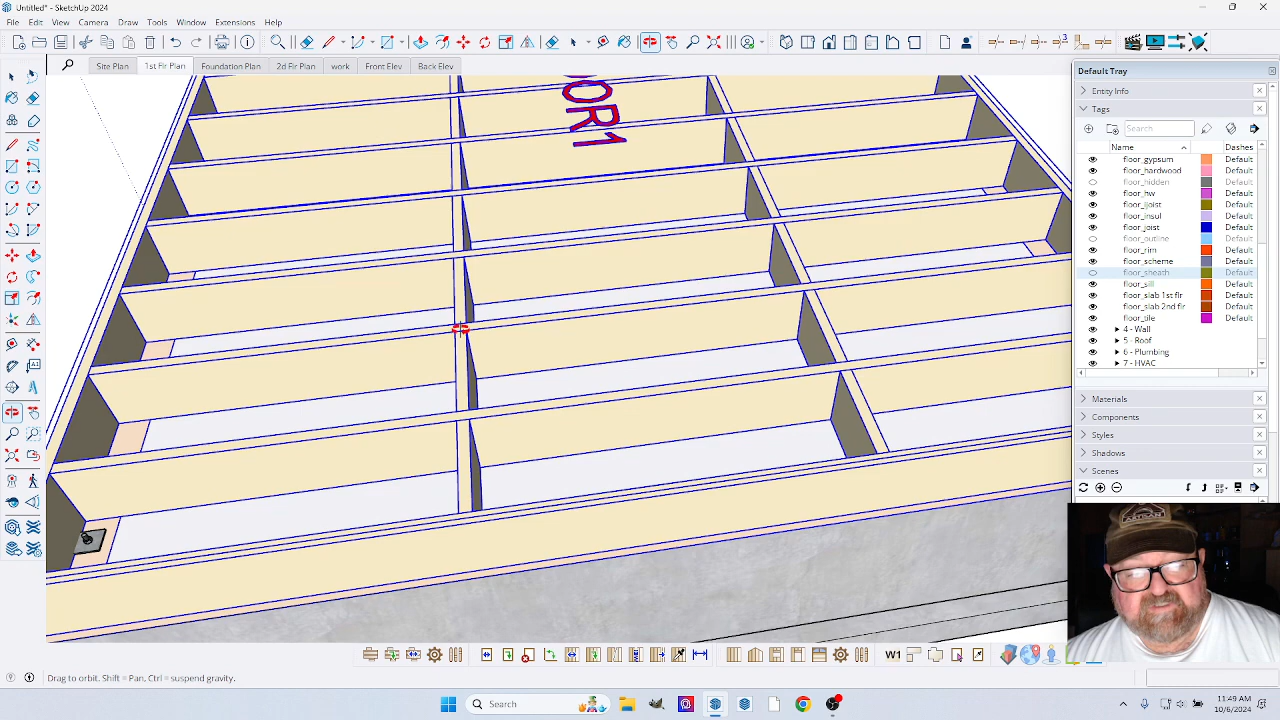 Untitled* - SketchUp 2024
File Edit View Camera Draw Tools Window Extensions Help
Site Plan 1st Flr Plan Foundation Plan 2d Flr Plan work Front Elev Back Elev
OR1
Default Tray
Entity Info
Tags
Search
Name Dashes
floor_gypsum Default
floor_hardwood Default
floor_hidden Default
floor_hw Default
floor_ijoist Default
floor_insul Default
floor_joist Default
floor_outline Default
floor_rim Default
floor_scheme Default
floor_sheath Default
floor_sill Default
floor_slab 1st flr Default
floor_slab 2nd flr Default
floor_tile Default
4 - Wall
5 - Roof
6 - Plumbing
7 - HVAC
Materials
Components
Styles
Shadows
Scenes
ARTISAN
W1
Drag to orbit. Shift = Pan, Ctrl = suspend gravity.
Search
11:49 AM
10/6/2024